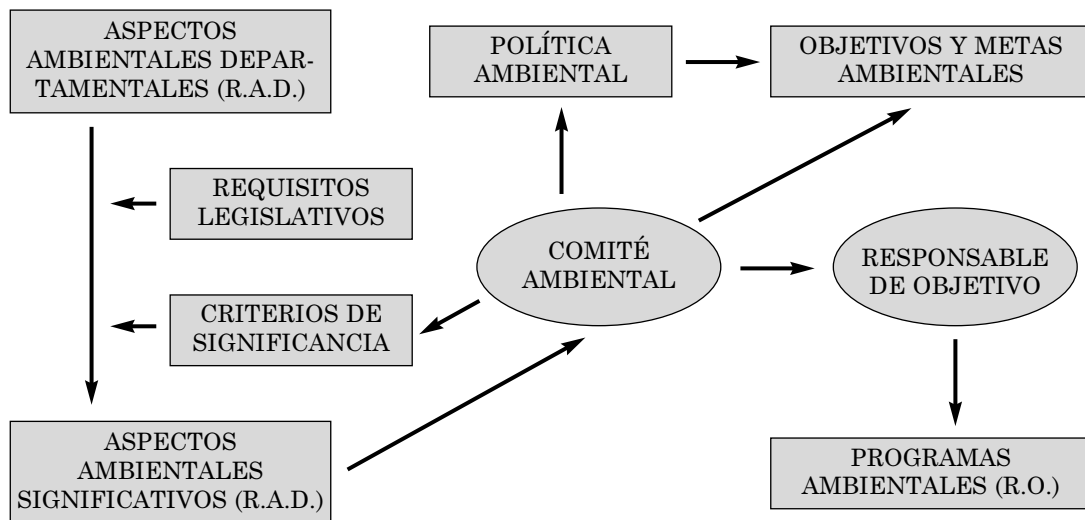 ASPECTOS
AMBIENTALES DEPAR-
TAMENTALES (R.A.D.)
POLÍTICA
AMBIENTAL
OBJETIVOS Y METAS
AMBIENTALES
REQUISITOS
LEGISLATIVOS
COMITÉ
AMBIENTAL
RESPONSABLE
DE OBJETIVO
CRITERIOS DE
SIGNIFICANCIA
ASPECTOS
AMBIENTALES
SIGNIFICATIVOS (R.A.D.)
PROGRAMAS
AMBIENTALES (R.O.)